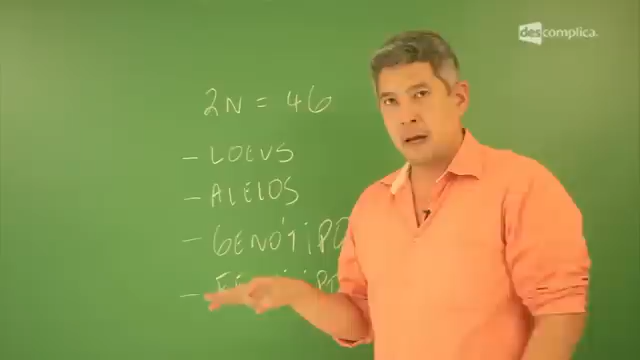 descomplica.
2N = 46
- LOCUS
- ALELOS
- GENÓTIPO
-